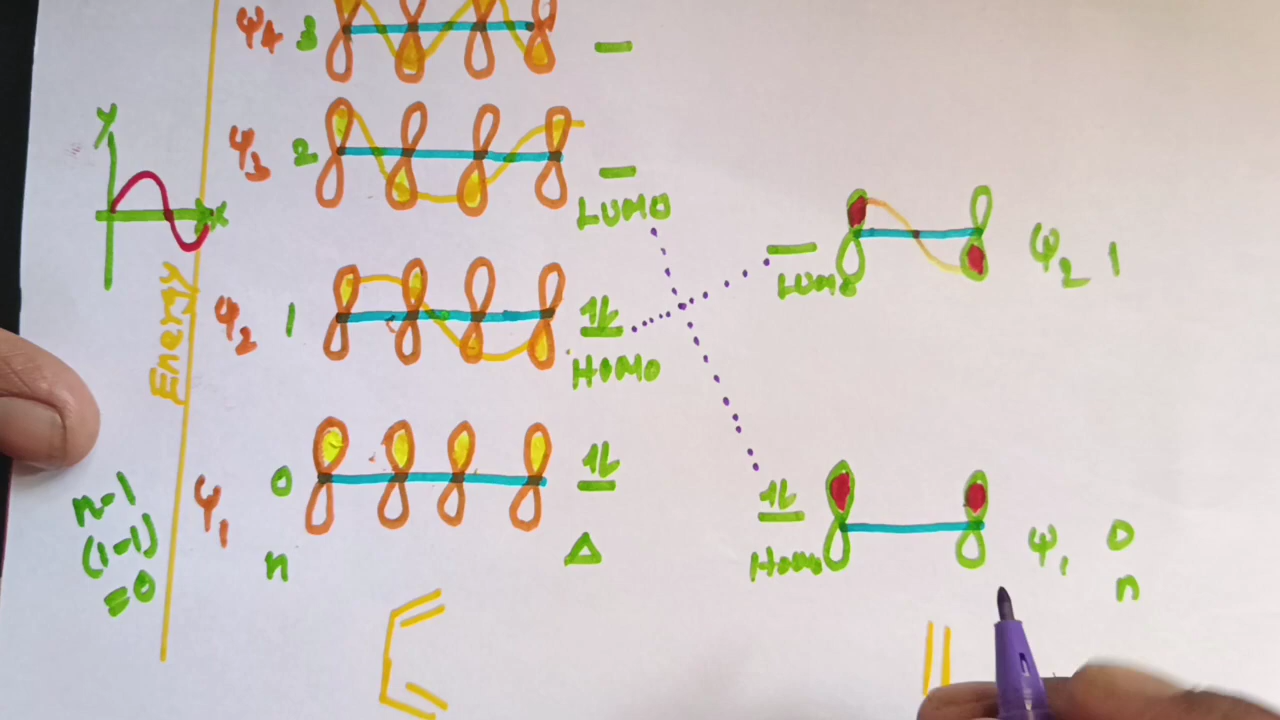 Ψ4 3
Y
Ψ3 2
X
LUMO
LUMO
Ψ2 1
Ψ2 1
⥮
HOMO
Energy
Ψ1 0
⥮
n-1
(1-1)
=0
n
Δ
⥮
HOMO
Ψ1 0
n